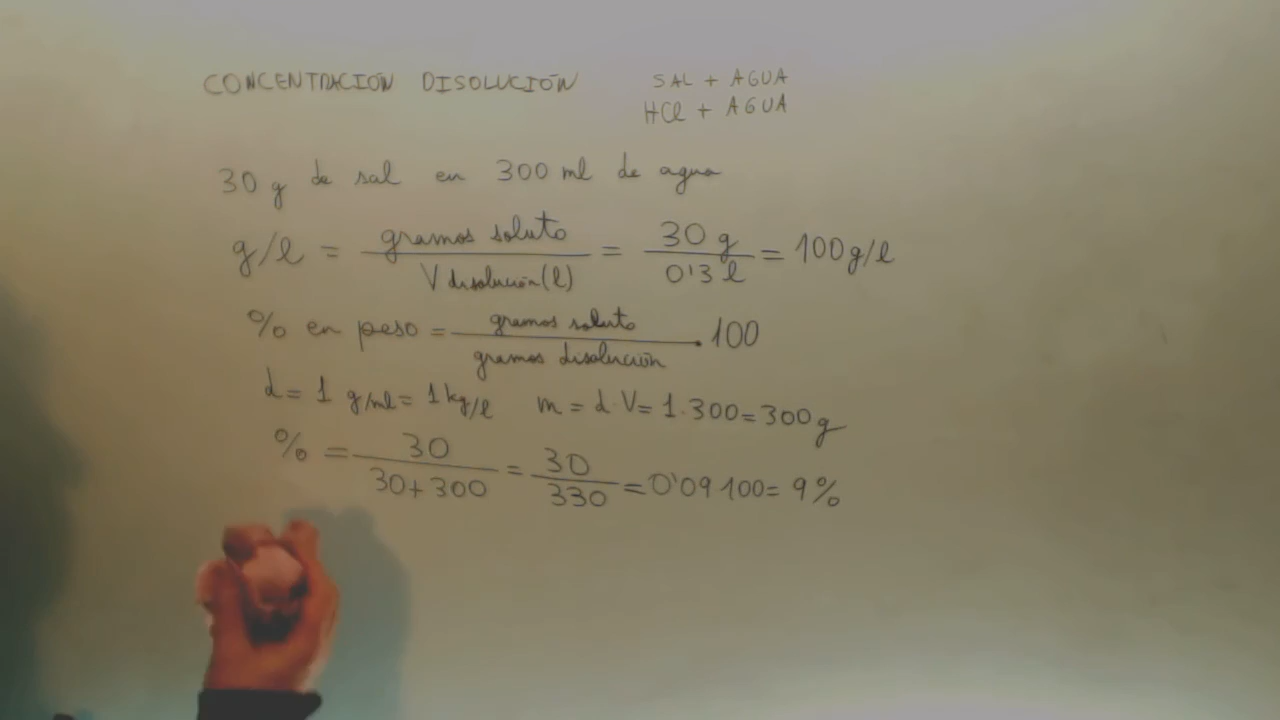 CONCENTRACIÓN DISOLUCIÓN
SAL + AGUA
HCl + AGUA
30 g de sal en 300 ml de agua
g/l = gramos soluto / V disolución (l) = 30 g / 0'3 l = 100 g/l
% en peso = gramos soluto / gramos disolución · 100
d = 1 g/ml = 1 kg/l m = d · V = 1 · 300 = 300 g
% = 30 / 30 + 300 = 30 / 330 = 0'09 · 100 = 9 %